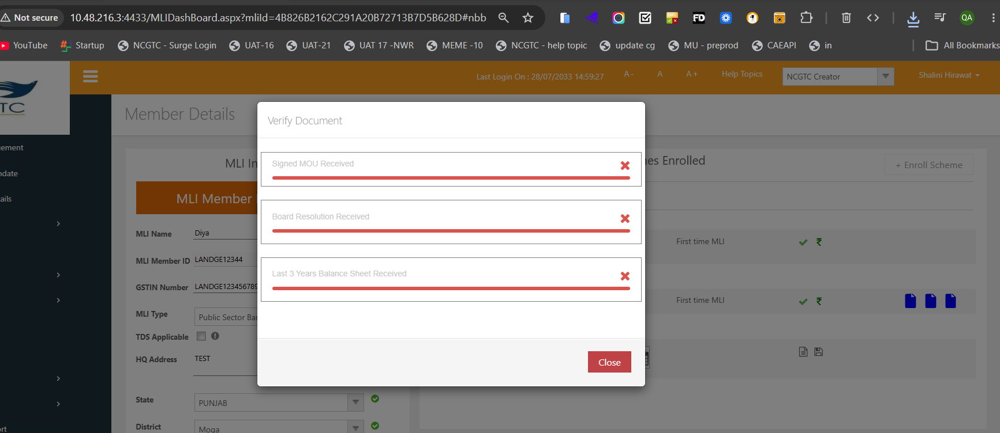 Not secure 10.48.216.3:4433/MLIDashBoard.aspx?mliId=4B826B2162C291A20B72713B7D5B628D#nbb
FD
QA
YouTube Startup NCGTC - Surge Login UAT-16 UAT-21 UAT 17 -NWR MEME -10 NCGTC - help topic update cg MU - preprod CAEAPI in All Bookmarks
TC
Last Login On : 28/07/2033 14:59:27 A- A A+ Help Topics NCGTC Creator Shalini Hirawat
Member Details
ement
ndate
ails
rt
Verify Document
Signed MOU Received
Board Resolution Received
Last 3 Years Balance Sheet Received
Close
MLI In
MLI Member
MLI Name Diya
MLI Member ID LANDGE12344
GSTIN Number LANDGE123456789
MLI Type Public Sector Ban
TDS Applicable
HQ Address TEST
State PUNJAB
District Moga
nes Enrolled
+ Enroll Scheme
First time MLI ₹
First time MLI ₹